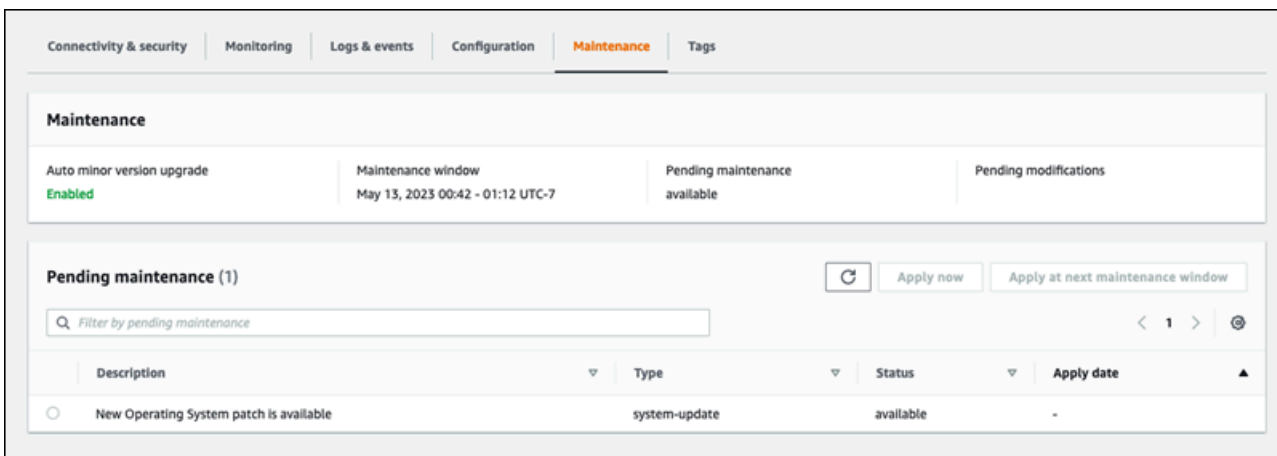 Connectivity & security Monitoring Logs & events Configuration Maintenance Tags
Maintenance
Auto minor version upgrade Maintenance window Pending maintenance Pending modifications
Enabled May 13, 2023 00:42 - 01:12 UTC-7 available
Pending maintenance (1) Apply now Apply at next maintenance window
Filter by pending maintenance 1
Description Type Status Apply date
New Operating System patch is available system-update available -